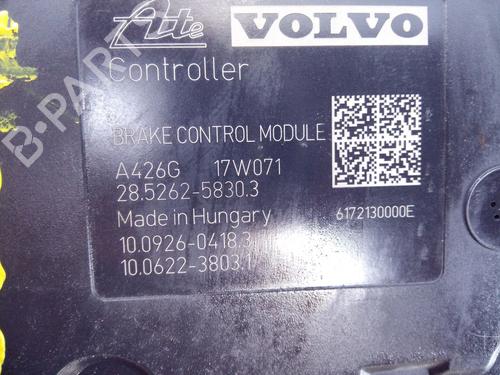 Ate VOLVO
Controller
BRAKE CONTROL MODULE
A426G 17W071
28.5262-5830.3
Made in Hungary
6172130000E
10.0926-0418.3
10.0622-3803.1
B-PARTS